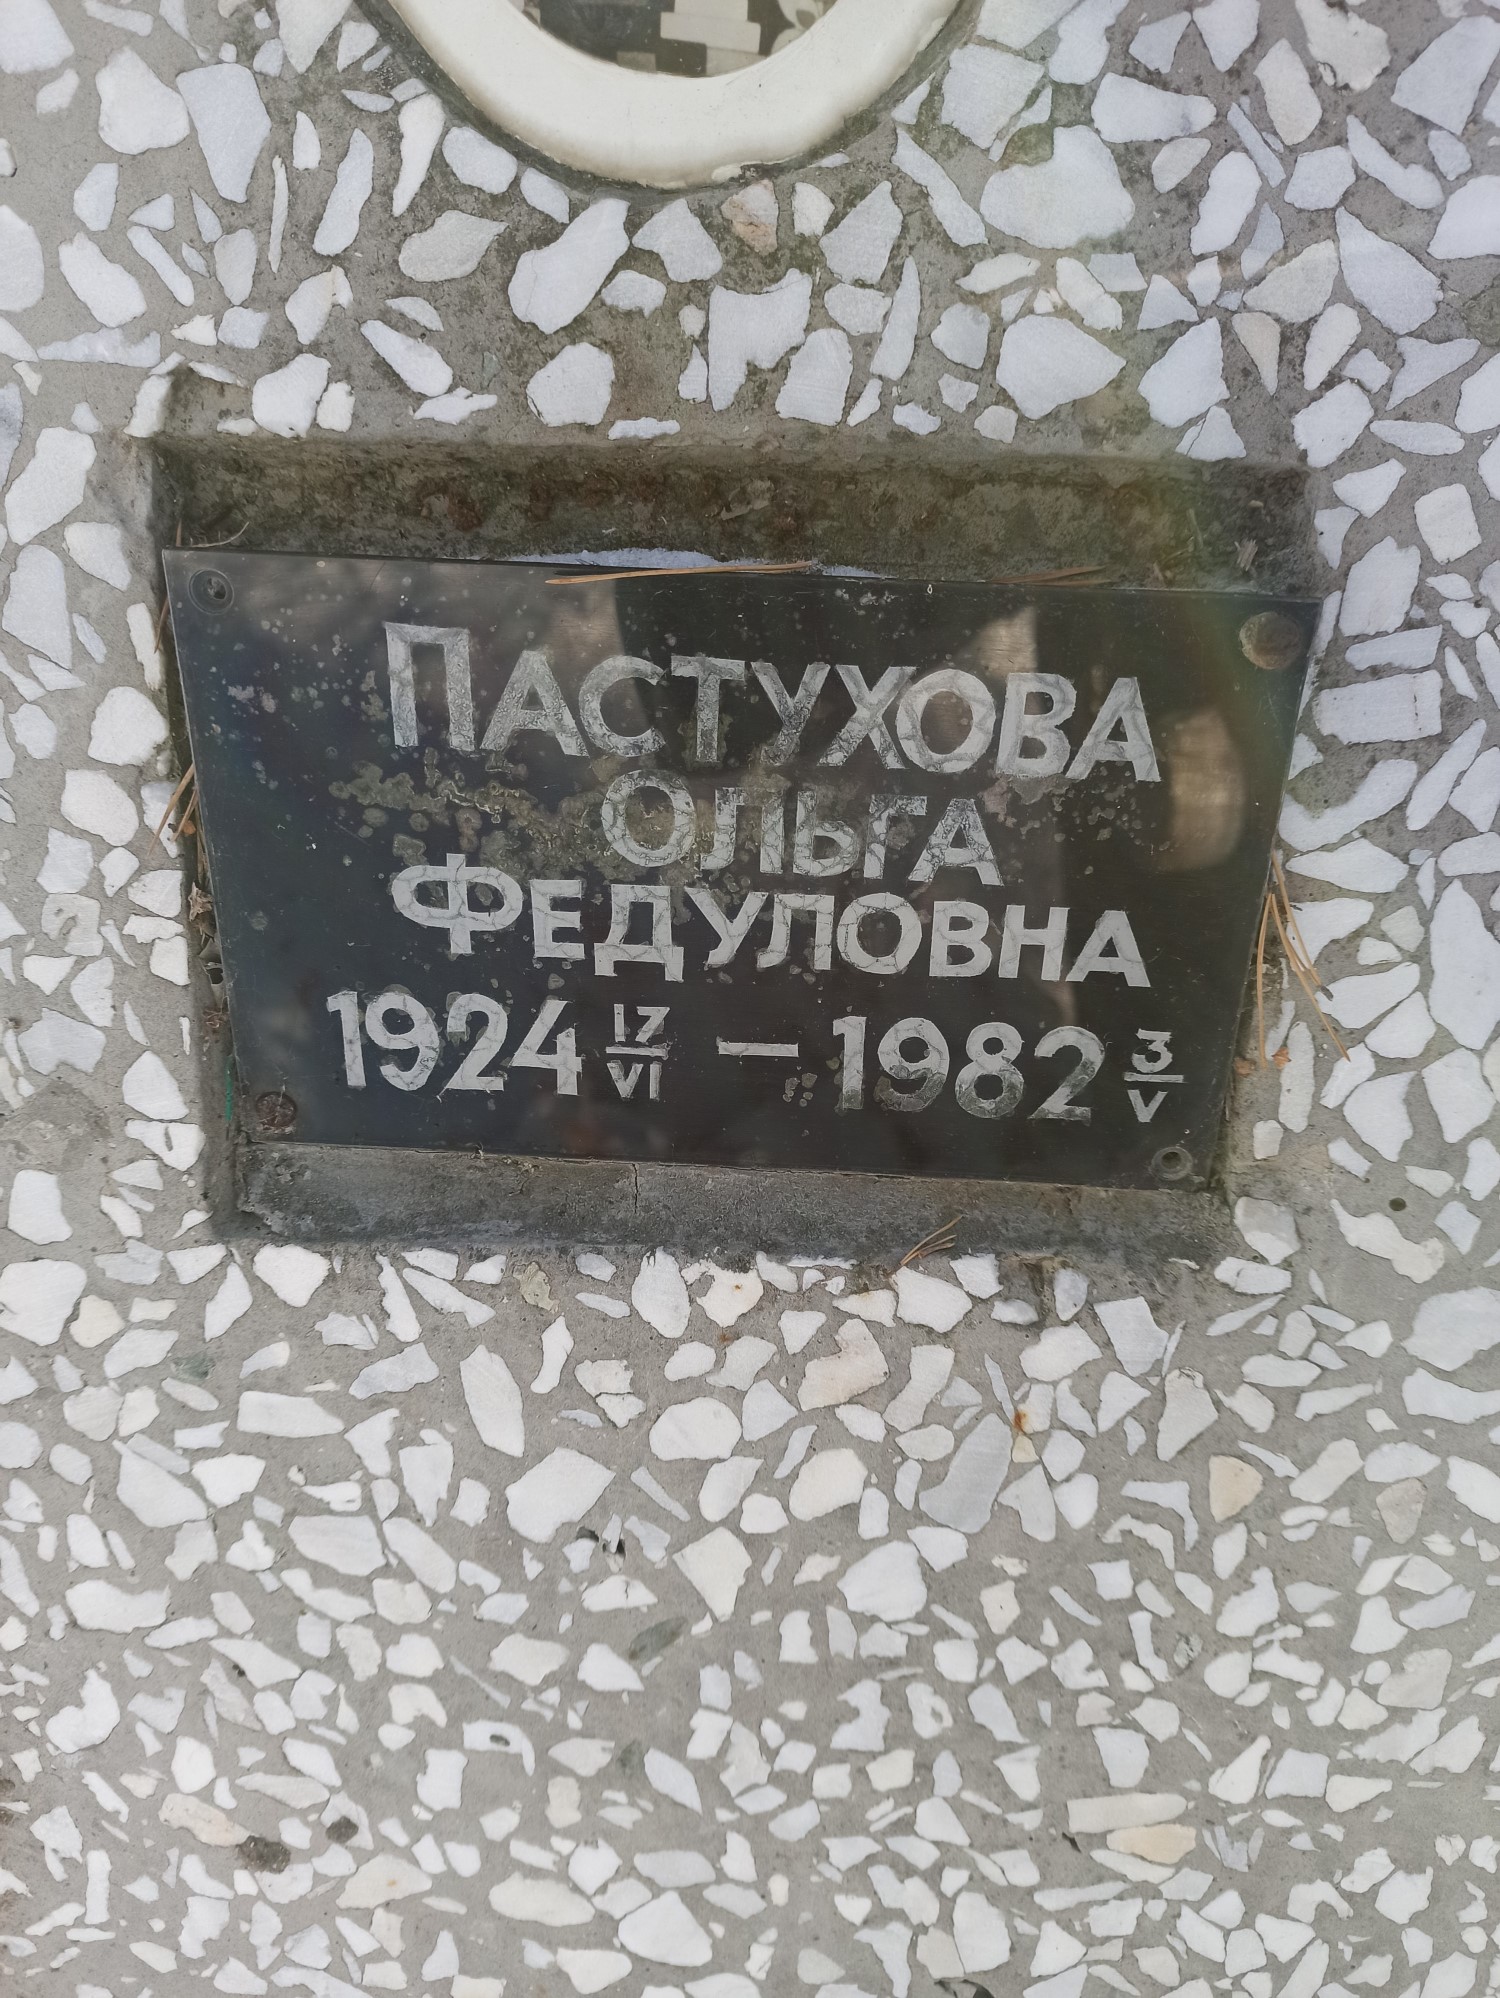 ПАСТУХОВА
ОЛЬГА
ФЕДУЛОВНА
1924 17/VI — 1982 3/V